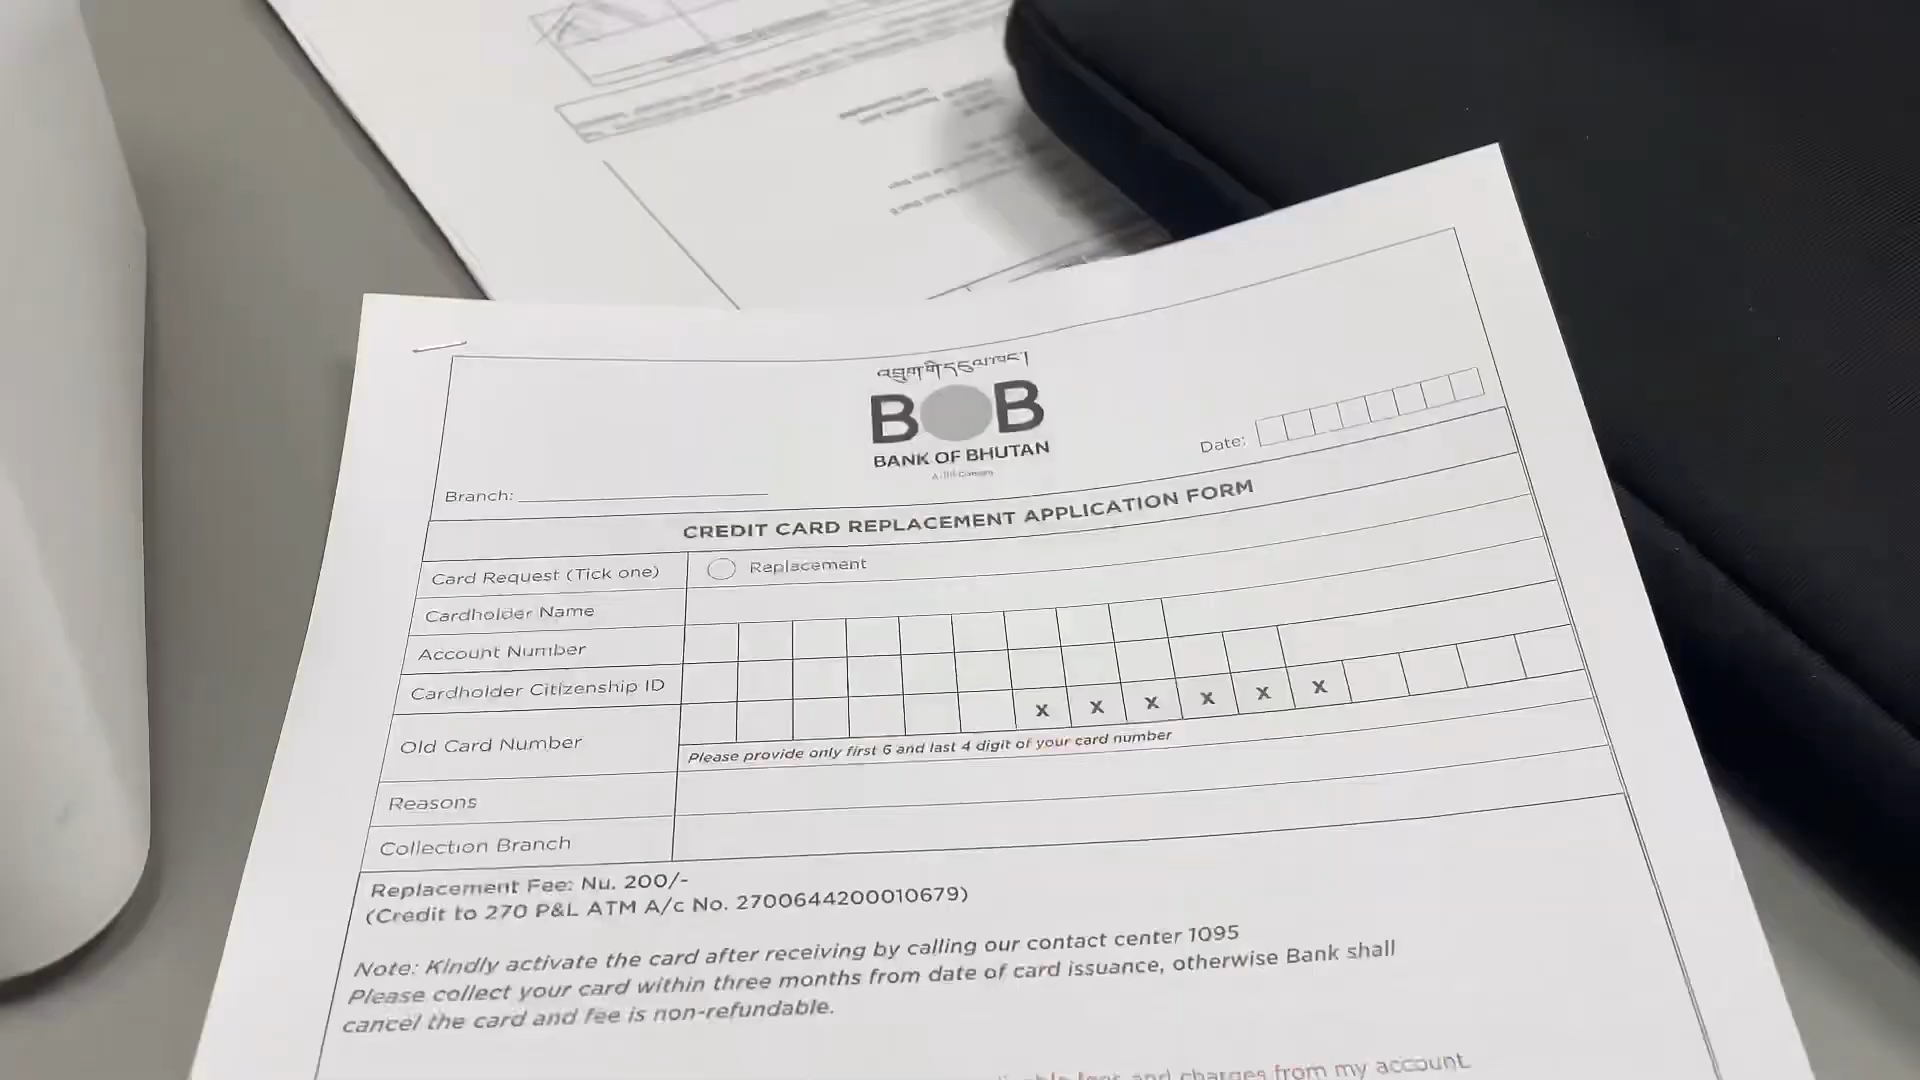 འབྲུག་གི་དངུལ་ཁང།
BOB
BANK OF BHUTAN
Date:
Branch:
CREDIT CARD REPLACEMENT APPLICATION FORM
Card Request (Tick one) Replacement
Cardholder Name
Account Number
Cardholder Citizenship ID
Old Card Number x x x x x x
Please provide only first 6 and last 4 digit of your card number
Reasons
Collection Branch
Replacement Fee: Nu. 200/-
(Credit to 270 P&L ATM A/c No. 2700644200010679)
Note: Kindly activate the card after receiving by calling our contact center 1095
Please collect your card within three months from date of card issuance, otherwise Bank shall
cancel the card and fee is non-refundable.
and charges from my account.